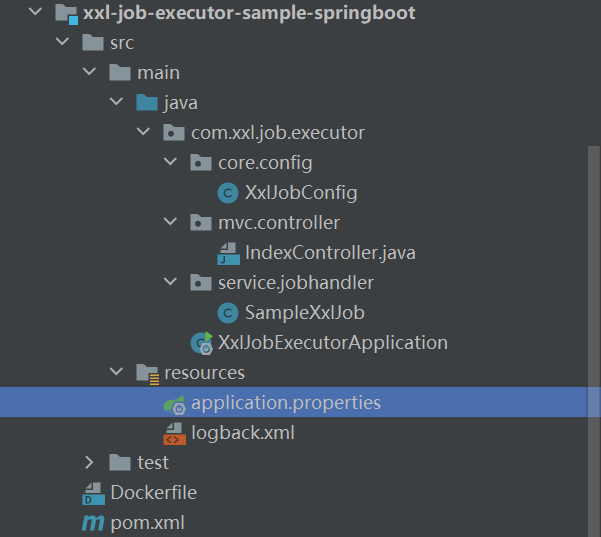 xxl-job-executor-sample-springboot
src
main
java
com.xxl.job.executor
core.config
XxlJobConfig
mvc.controller
IndexController.java
service.jobhandler
SampleXxlJob
XxlJobExecutorApplication
resources
application.properties
logback.xml
test
Dockerfile
pom.xml